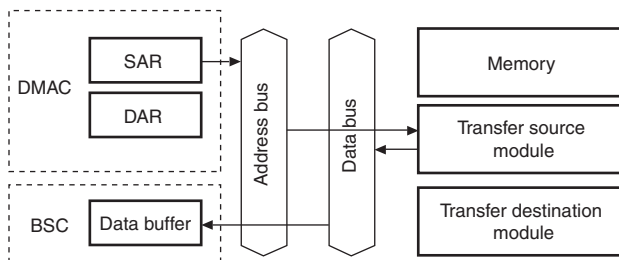 DMAC
SAR
DAR
BSC
Data buffer
Address bus
Data bus
Memory
Transfer source
module
Transfer destination
module